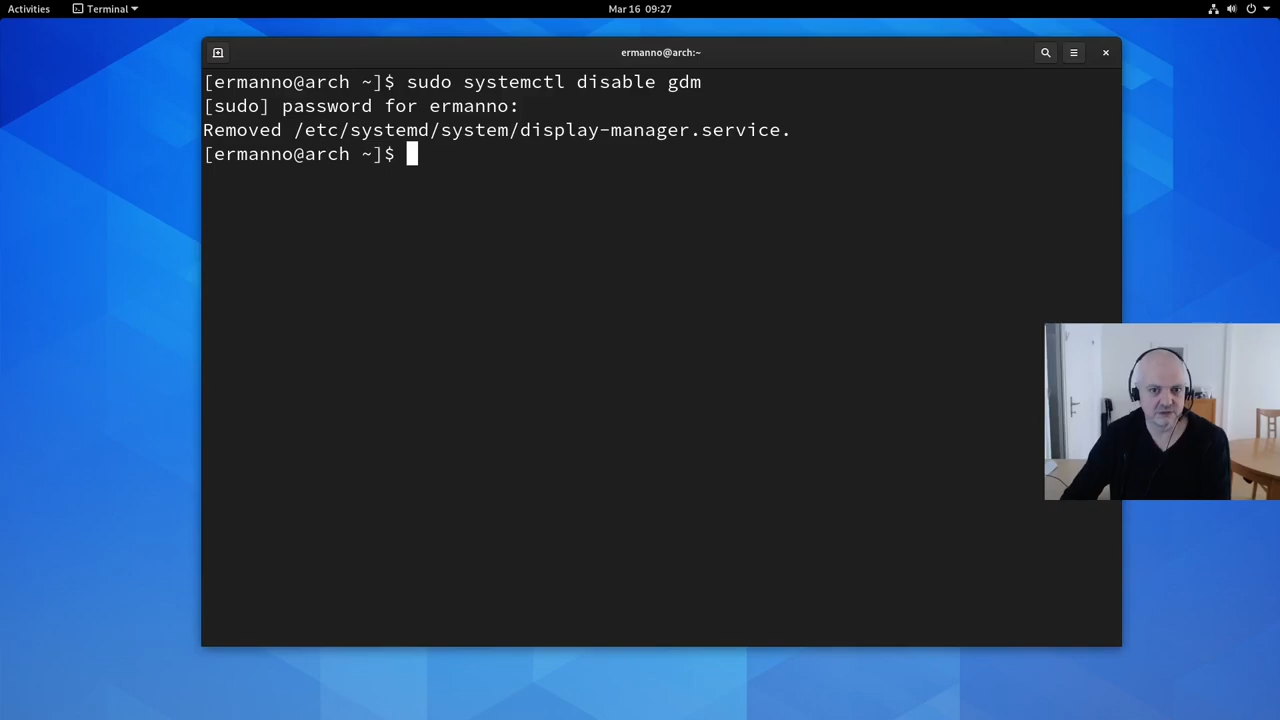 Activities
Terminal
Mar 16 09:27
ermanno@arch:~
[ermanno@arch ~]$ sudo systemctl disable gdm
[sudo] password for ermanno:
Removed /etc/systemd/system/display-manager.service.
[ermanno@arch ~]$